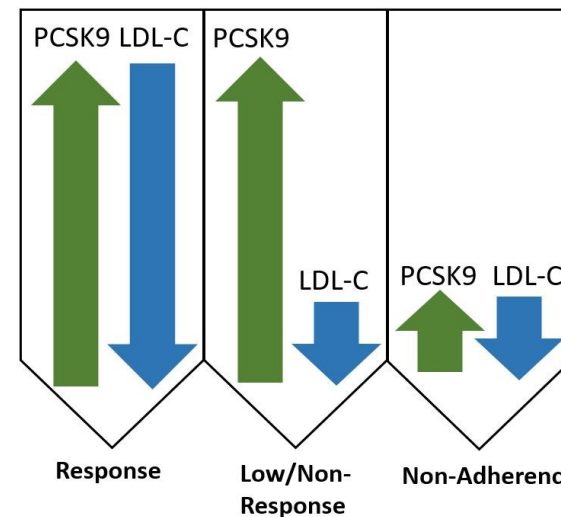 PCSK9 LDL-C
PCSK9
LDL-C
PCSK9 LDL-C
Response
Low/Non-
Response
Non-Adherenc